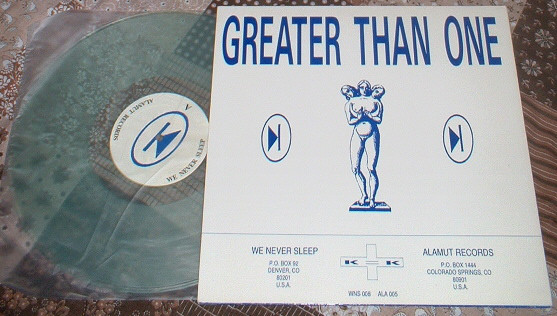 GREATER THAN ONE
ALAMUT RECORDS
A
WE NEVER SLEEP
WE NEVER SLEEP
P.O. BOX 92
DENVER, CO
80201
U.S.A.
K K
WNS 008 ALA 005
ALAMUT RECORDS
P.O. BOX 1444
COLORADO SPRINGS, CO
80901
U.S.A.